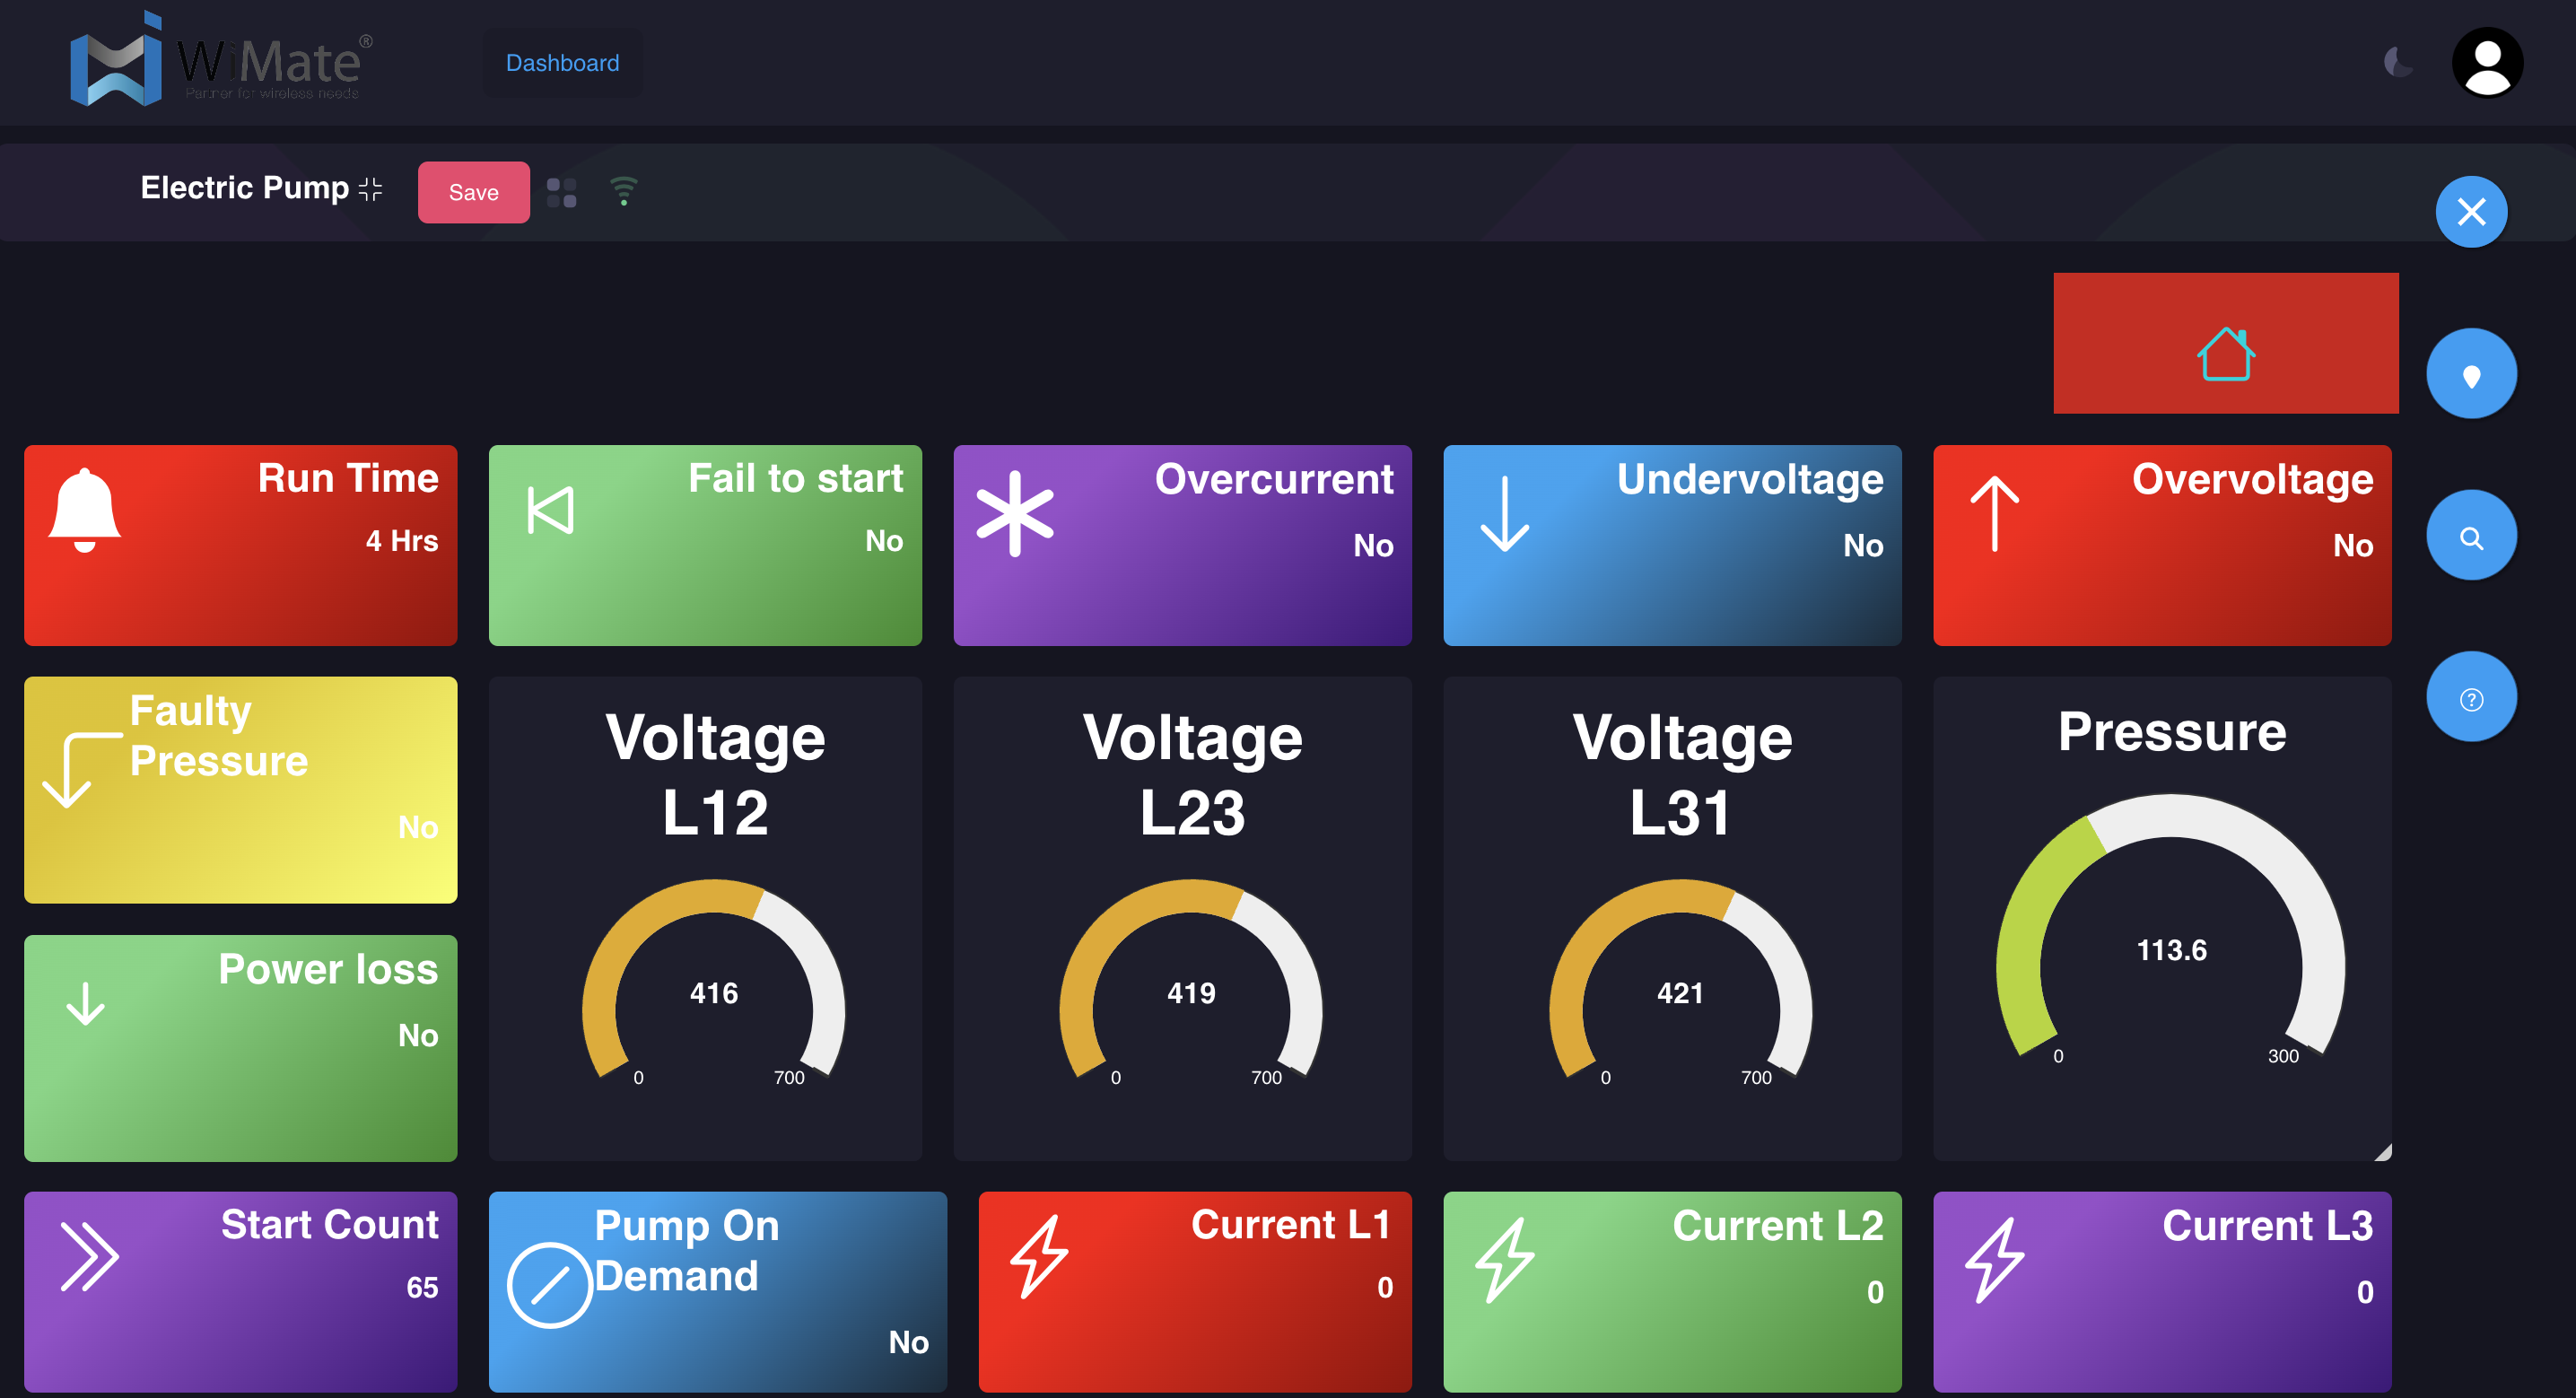 WiMate®
Partner for wireless needs
Dashboard
Electric Pump
Save
Run Time
4 Hrs
Fail to start
No
Overcurrent
No
Undervoltage
No
Overvoltage
No
Faulty
Pressure
No
Voltage
L12
416
0 700
Voltage
L23
419
0 700
Voltage
L31
421
0 700
Pressure
113.6
0 300
Power loss
No
Start Count
65
Pump On
Demand
No
Current L1
0
Current L2
0
Current L3
0